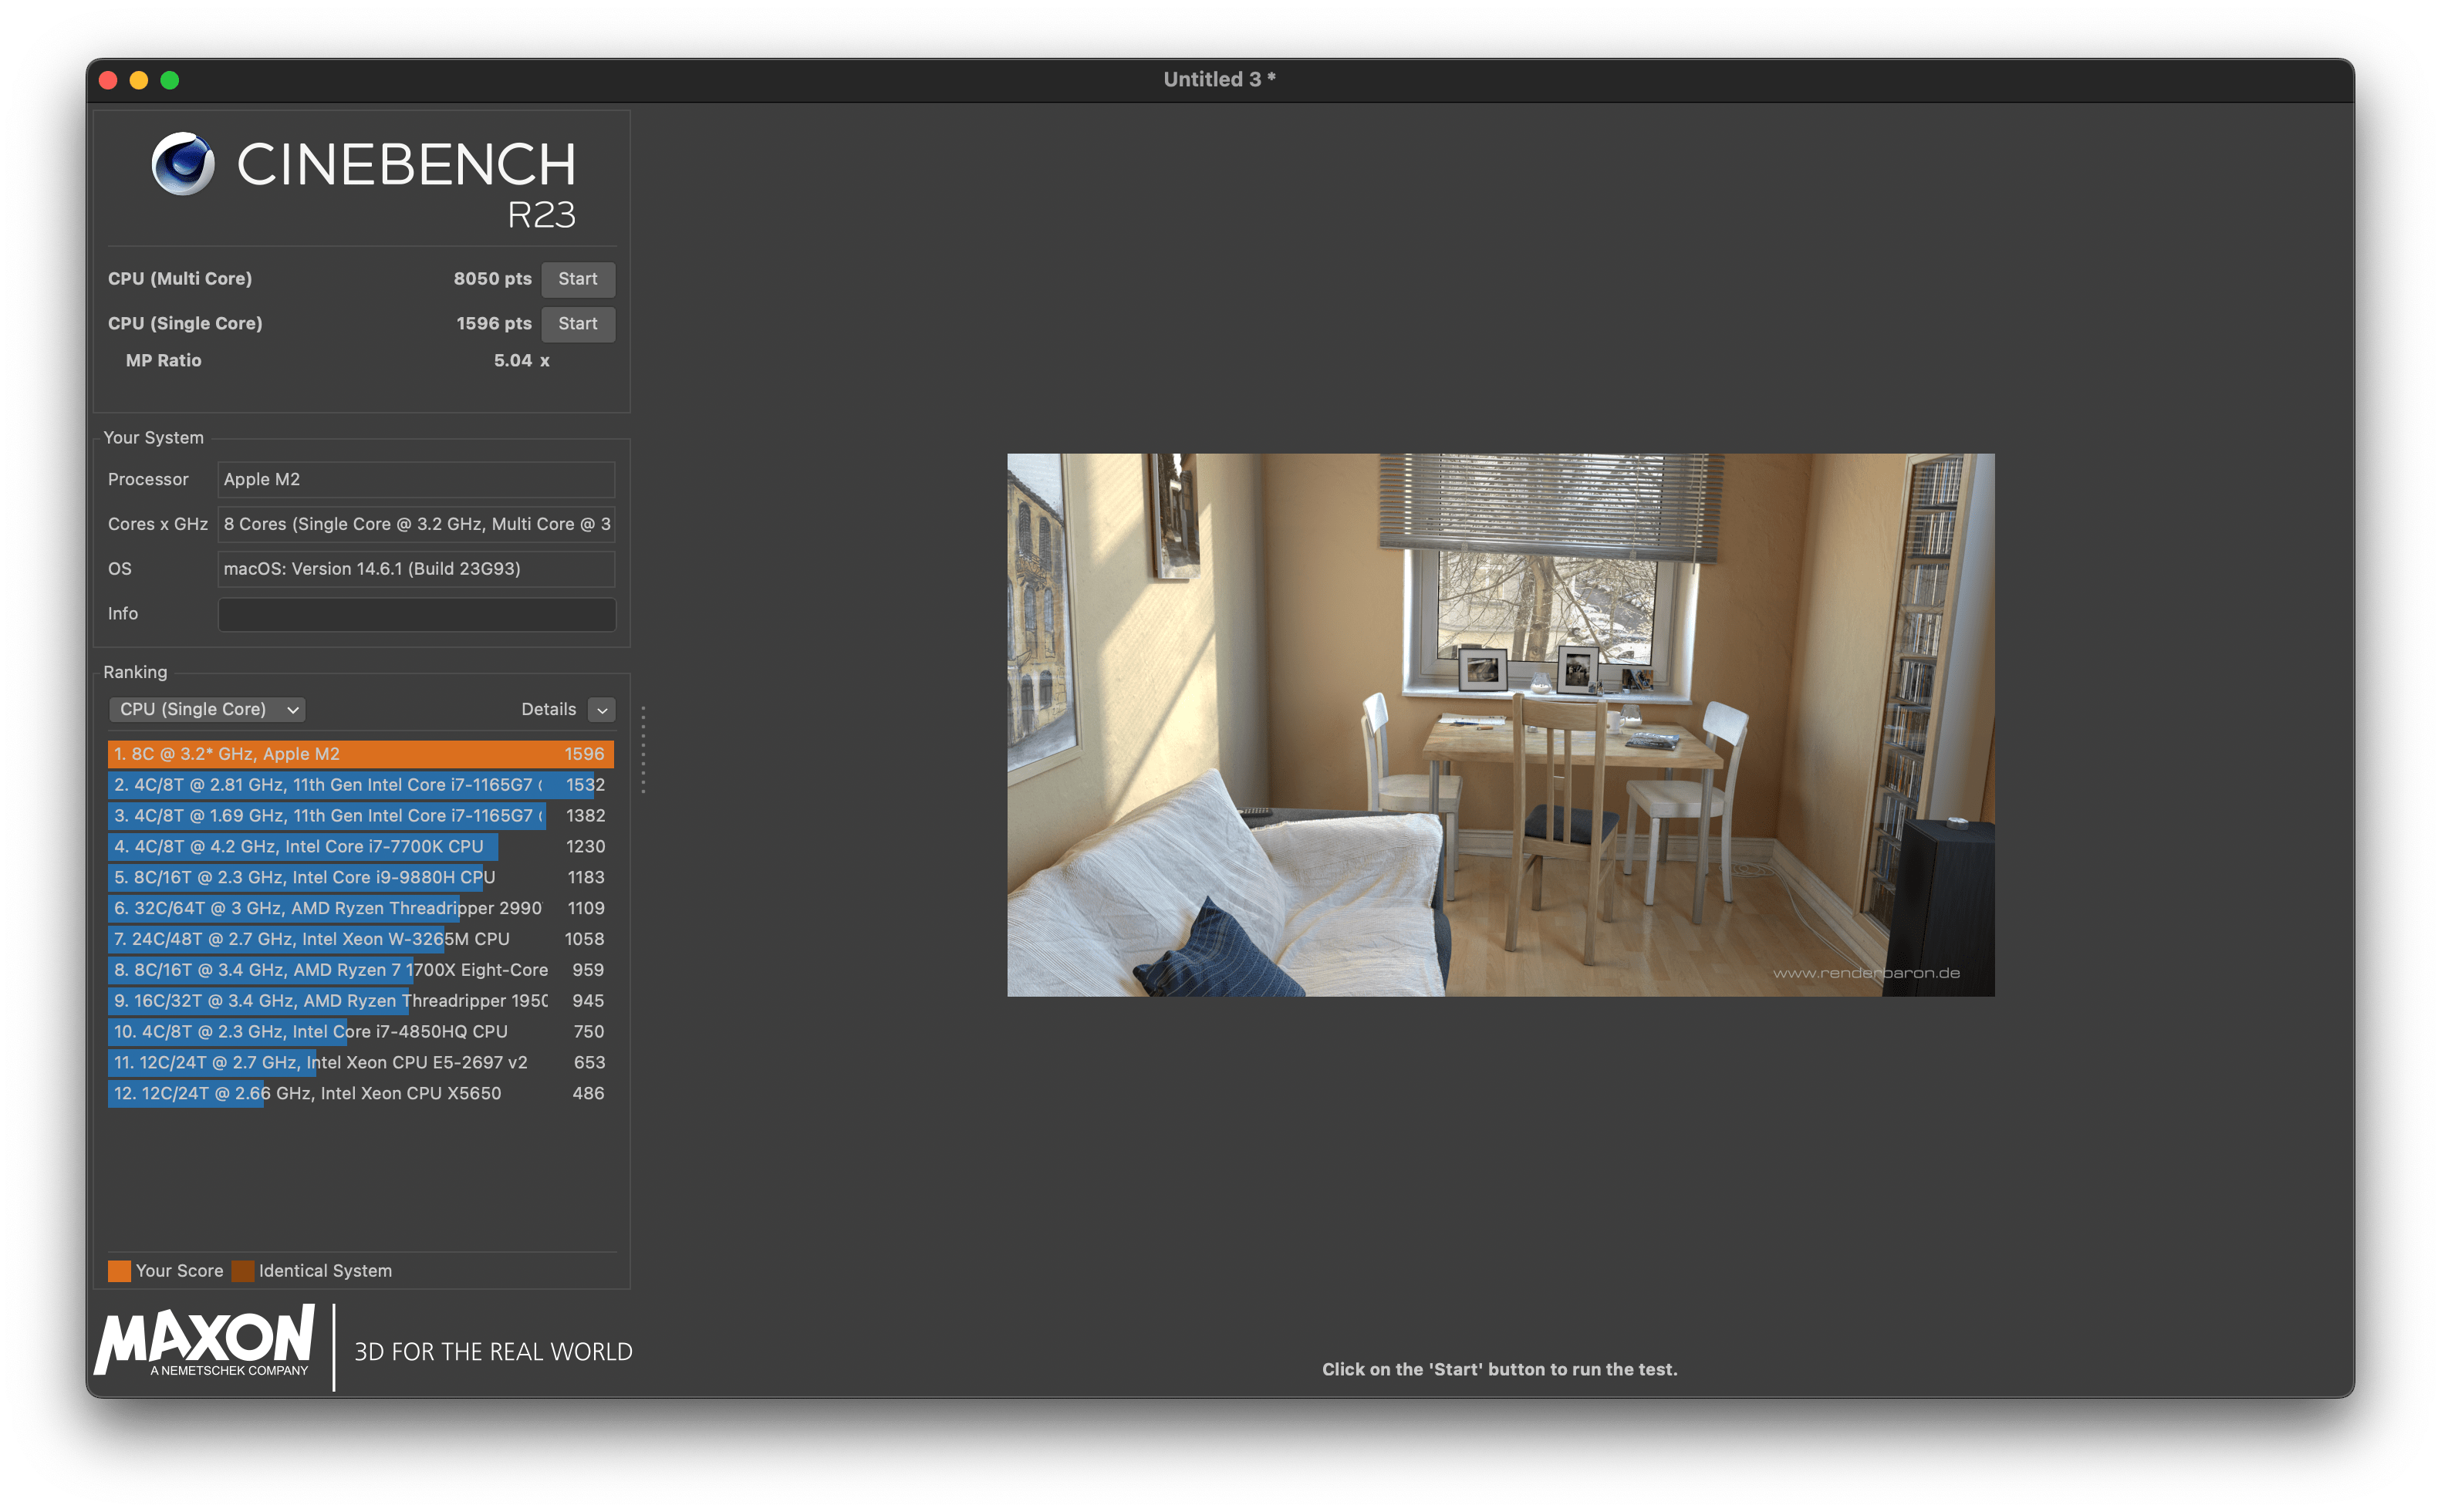 Untitled 3 *
CINEBENCH
R23
CPU (Multi Core) 8050 pts Start
CPU (Single Core) 1596 pts Start
MP Ratio 5.04 x
Your System
Processor Apple M2
Cores x GHz 8 Cores (Single Core @ 3.2 GHz, Multi Core @ 3
OS macOS: Version 14.6.1 (Build 23G93)
Info
Ranking
CPU (Single Core) Details
1. 8C @ 3.2* GHz, Apple M2 1596
2. 4C/8T @ 2.81 GHz, 11th Gen Intel Core i7-1165G7 ( 1532
3. 4C/8T @ 1.69 GHz, 11th Gen Intel Core i7-1165G7 ( 1382
4. 4C/8T @ 4.2 GHz, Intel Core i7-7700K CPU 1230
5. 8C/16T @ 2.3 GHz, Intel Core i9-9880H CPU 1183
6. 32C/64T @ 3 GHz, AMD Ryzen Threadripper 2990 1109
7. 24C/48T @ 2.7 GHz, Intel Xeon W-3265M CPU 1058
8. 8C/16T @ 3.4 GHz, AMD Ryzen 7 1700X Eight-Core 959
9. 16C/32T @ 3.4 GHz, AMD Ryzen Threadripper 1950 945
10. 4C/8T @ 2.3 GHz, Intel Core i7-4850HQ CPU 750
11. 12C/24T @ 2.7 GHz, Intel Xeon CPU E5-2697 v2 653
12. 12C/24T @ 2.66 GHz, Intel Xeon CPU X5650 486
Your Score Identical System
MAXON
A NEMETSCHEK COMPANY
3D FOR THE REAL WORLD
www.renderbaron.de
Click on the 'Start' button to run the test.